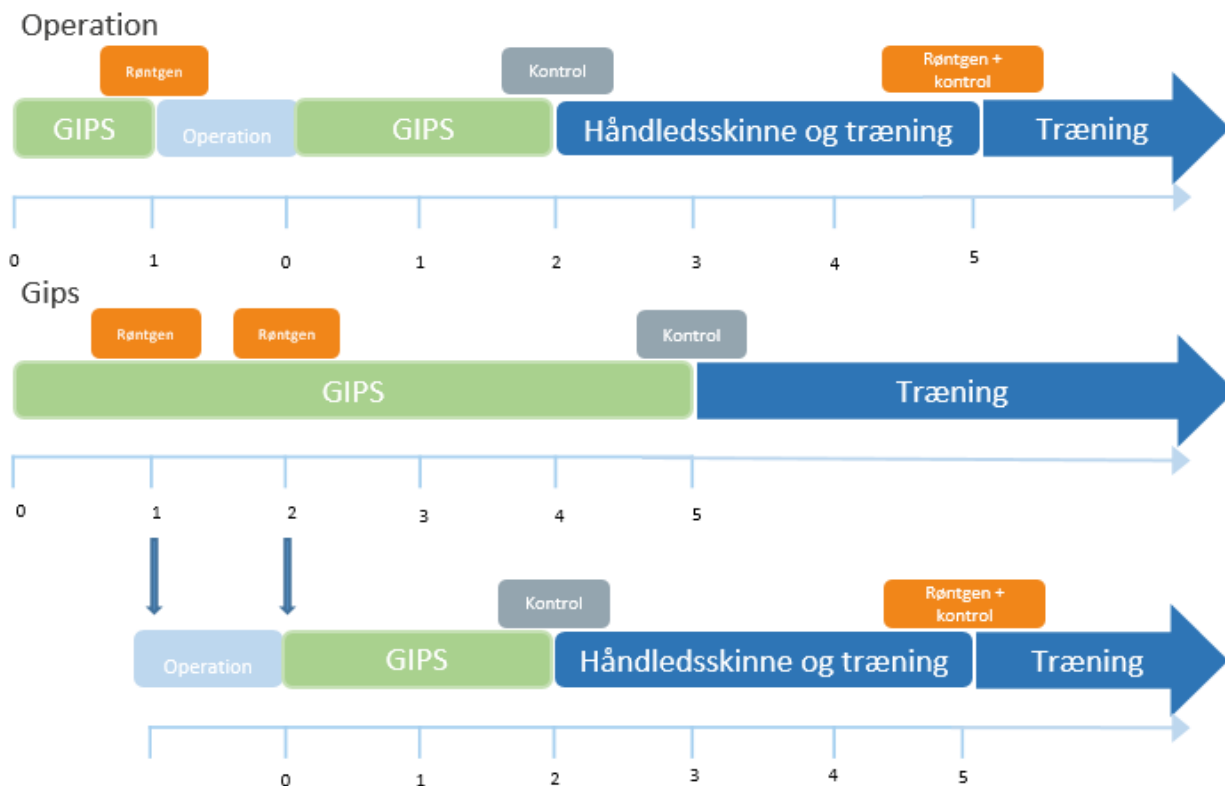 Operation
Røntgen
Kontrol
Røntgen +
kontrol
GIPS
Operation
GIPS
Håndledsskinne og træning
Træning
0 1 0 1 2 3 4 5
Gips
Røntgen
Røntgen
Kontrol
GIPS
Træning
0 1 2 3 4 5
Kontrol
Røntgen +
kontrol
Operation
GIPS
Håndledsskinne og træning
Træning
0 1 2 3 4 5